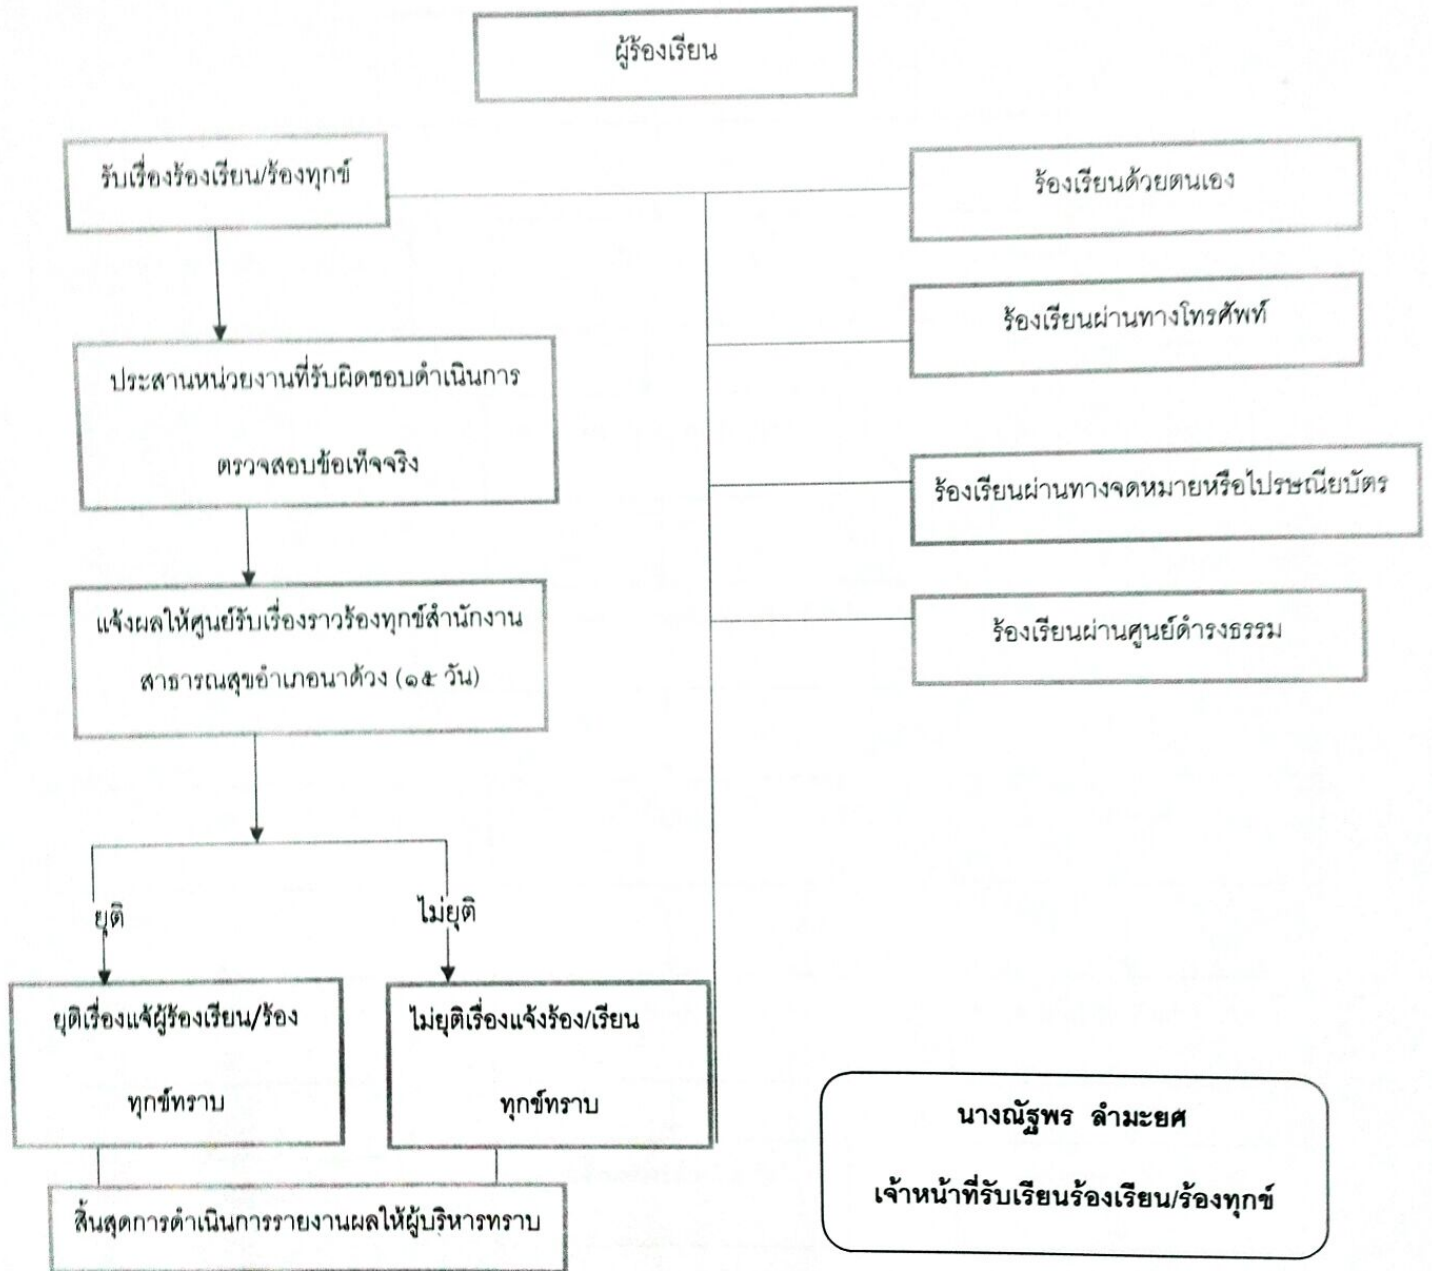 ผู้ร้องเรียน
รับเรื่องร้องเรียน/ร้องทุกข์
ร้องเรียนด้วยตนเอง
ร้องเรียนผ่านทางโทรศัพท์
ประสานหน่วยงานที่รับผิดชอบดำเนินการ
ตรวจสอบข้อเท็จจริง
ร้องเรียนผ่านทางจดหมายหรือไปรษณียบัตร
แจ้งผลให้ศูนย์รับเรื่องราวร้องทุกข์สำนักงาน
สาธารณสุขอำเภอนาด้วง (๑๕ วัน)
ร้องเรียนผ่านศูนย์ดำรงธรรม
ยุติ
ไม่ยุติ
ยุติเรื่องแจ้ผู้ร้องเรียน/ร้อง
ทุกข์ทราบ
ไม่ยุติเรื่องแจ้งร้อง/เรียน
ทุกข์ทราบ
นางณัฐพร ลำมะยศ
เจ้าหน้าที่รับเรียนร้องเรียน/ร้องทุกข์
สิ้นสุดการดำเนินการรายงานผลให้ผู้บริหารทราบ